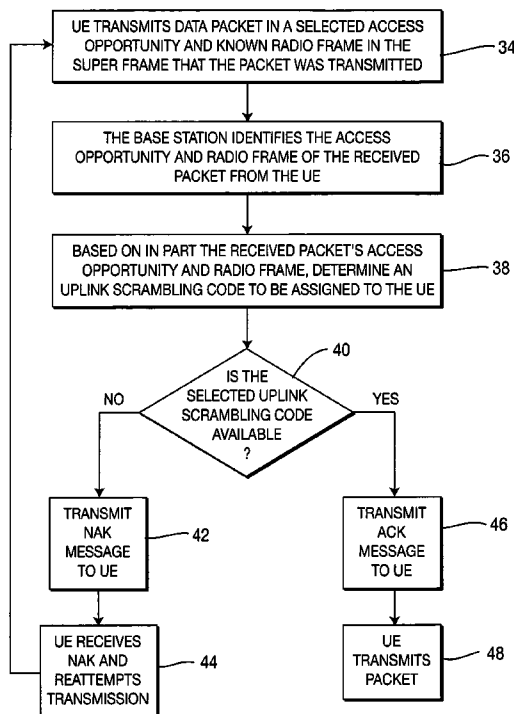 UE TRANSMITS DATA PACKET IN A SELECTED ACCESS
OPPORTUNITY AND KNOWN RADIO FRAME IN THE
SUPER FRAME THAT THE PACKET WAS TRANSMITTED
34
THE BASE STATION IDENTIFIES THE ACCESS
OPPORTUNITY AND RADIO FRAME OF THE RECEIVED
PACKET FROM THE UE
36
BASED ON IN PART THE RECEIVED PACKET'S ACCESS
OPPORTUNITY AND RADIO FRAME, DETERMINE AN
UPLINK SCRAMBLING CODE TO BE ASSIGNED TO THE UE
38
40
IS THE
SELECTED UPLINK
SCRAMBLING CODE
AVAILABLE
?
NO
YES
TRANSMIT
NAK
MESSAGE
TO UE
42
TRANSMIT
ACK
MESSAGE
TO UE
46
UE RECEIVES
NAK AND
REATTEMPTS
TRANSMISSION
44
UE
TRANSMITS
PACKET
48